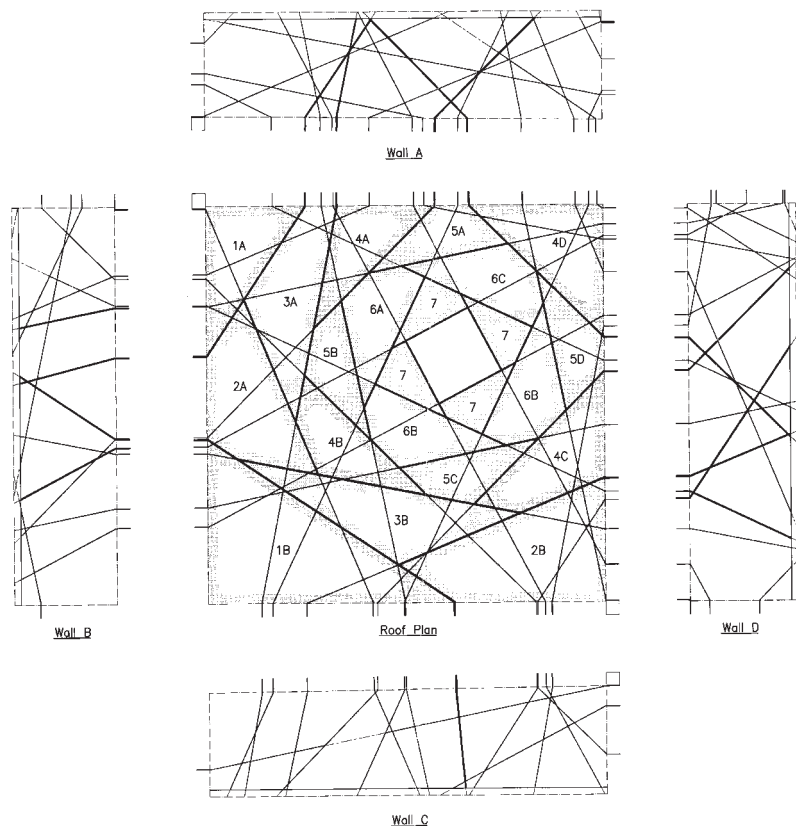 Wall A
1A
4A
5A
4D
6C
3A
6A
7
7
5B
7
5D
2A
7
6B
4B
6B
4C
5C
3B
1B
2B
Wall B
Roof Plan
Wall D
Wall C